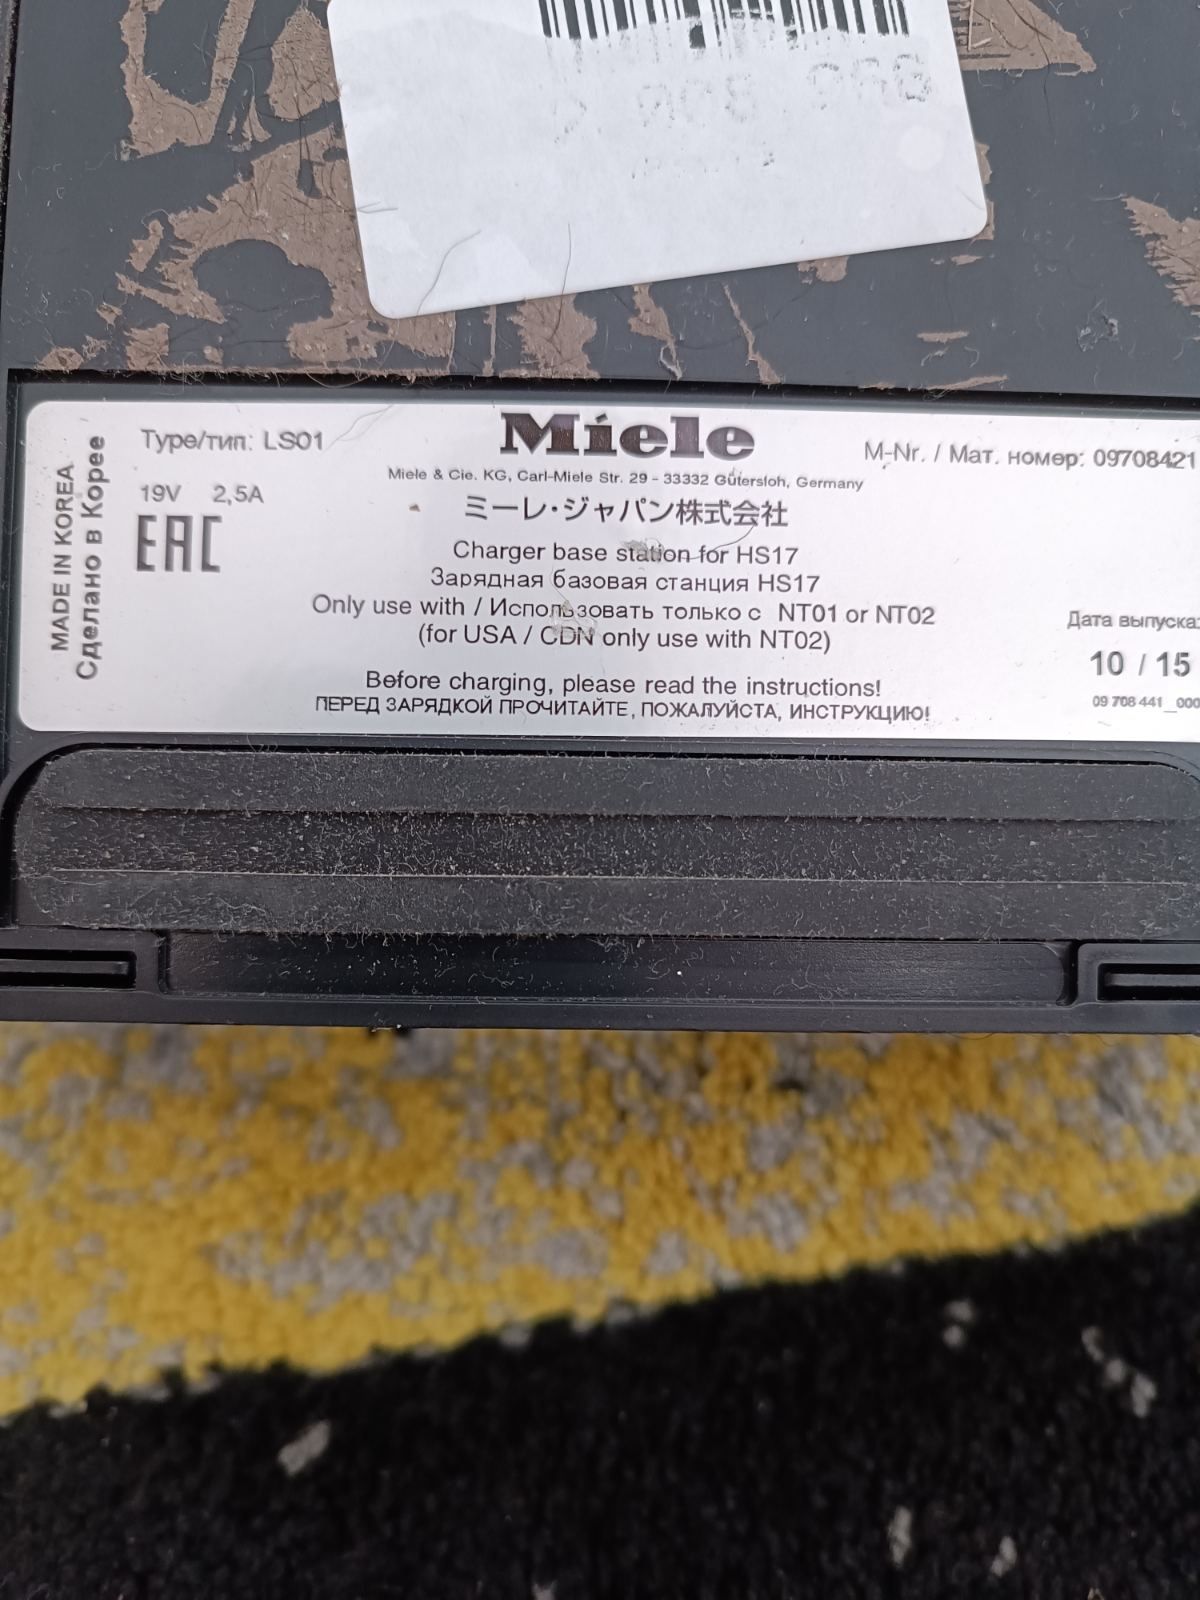 Type/тип: LS01
19V 2,5A
EAC
MADE IN KOREA
Сделано в Корее
Miele
Miele & Cie. KG, Carl-Miele Str. 29 - 33332 Gütersloh, Germany
ミーレ・ジャパン株式会社
Charger base station for HS17
Зарядная базовая станция HS17
Only use with / Использовать только с NT01 or NT02
(for USA / CDN only use with NT02)
Before charging, please read the instructions!
ПЕРЕД ЗАРЯДКОЙ ПРОЧИТАЙТЕ, ПОЖАЛУЙСТА, ИНСТРУКЦИЮ!
M-Nr. / Мат. номер: 09708421
Дата выпуска:
10 / 15
09 708 441 _000